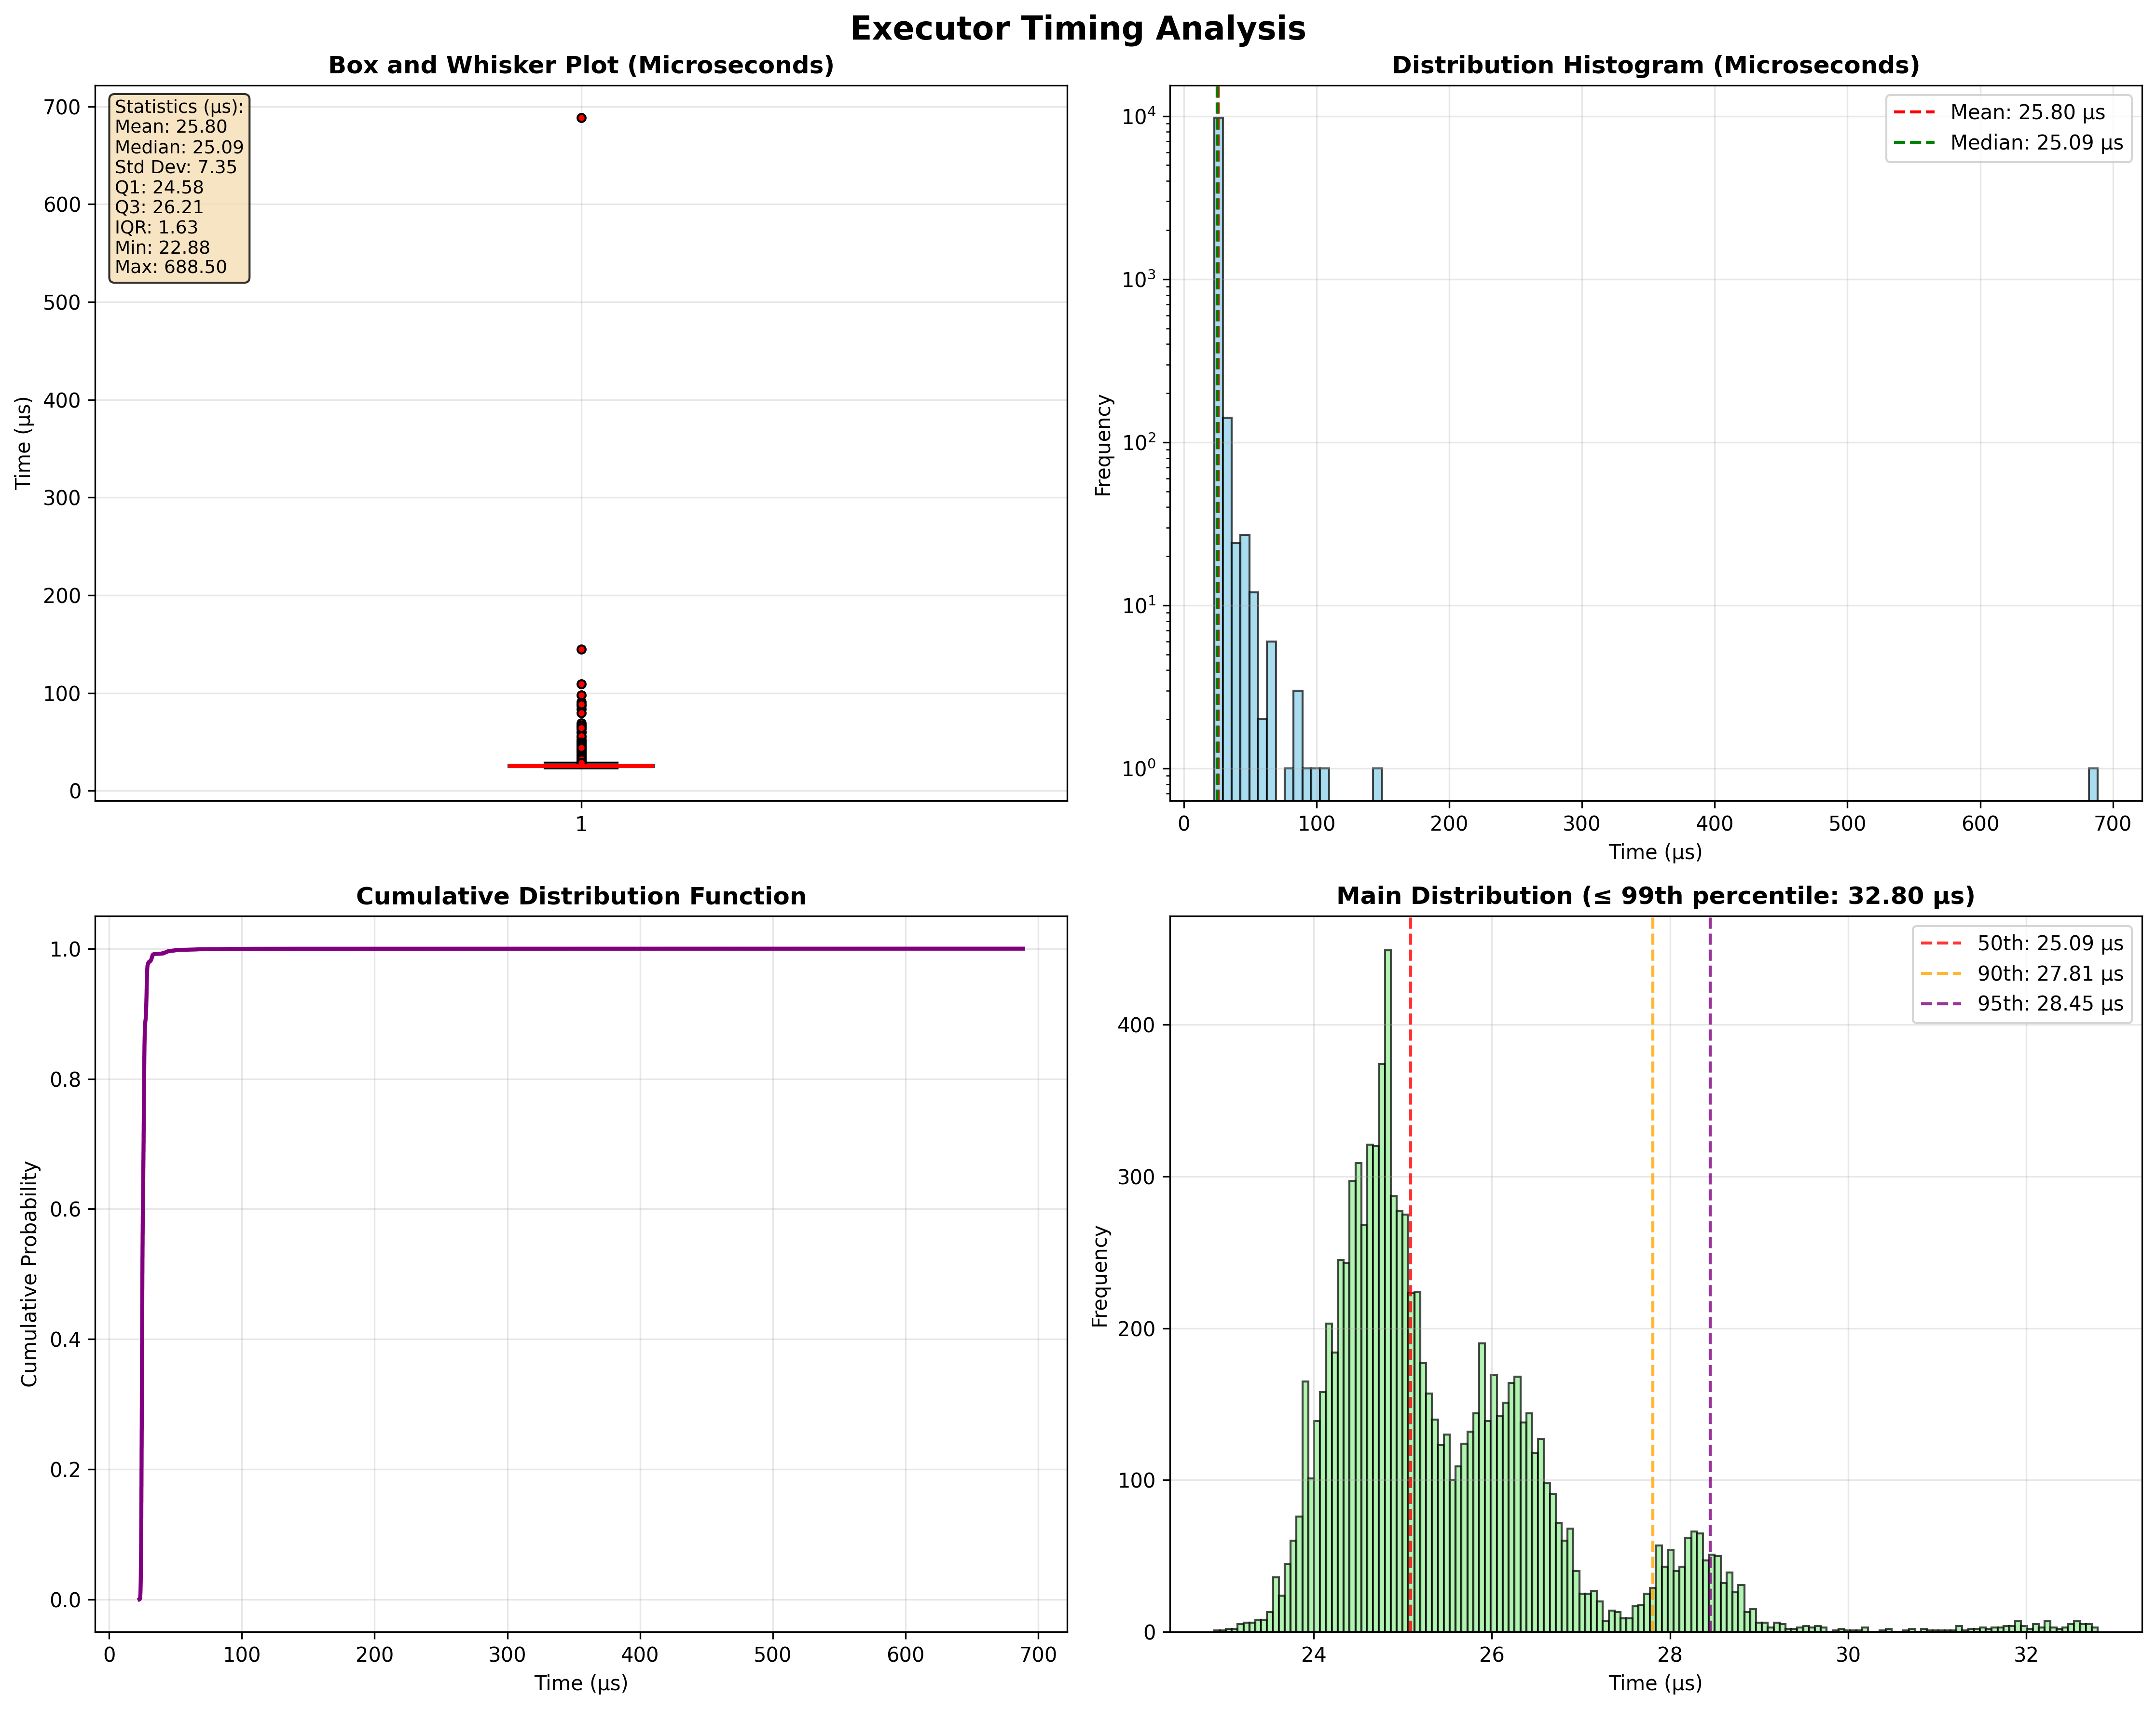 Executor Timing Analysis
Box and Whisker Plot (Microseconds)
Statistics (µs):
Mean: 25.80
Median: 25.09
Std Dev: 7.35
Q1: 24.58
Q3: 26.21
IQR: 1.63
Min: 22.88
Max: 688.50
700
600
500
400
300
200
100
0
Time (µs)
1
Distribution Histogram (Microseconds)
Mean: 25.80 µs
Median: 25.09 µs
10⁴
10³
10²
10¹
10⁰
Frequency
0 100 200 300 400 500 600 700
Time (µs)
Cumulative Distribution Function
1.0
0.8
0.6
0.4
0.2
0.0
Cumulative Probability
0 100 200 300 400 500 600 700
Time (µs)
Main Distribution (≤ 99th percentile: 32.80 µs)
50th: 25.09 µs
90th: 27.81 µs
95th: 28.45 µs
400
300
200
100
0
Frequency
24 26 28 30 32
Time (µs)